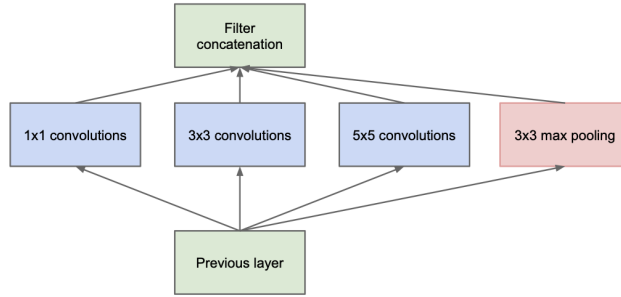 Filter
concatenation
1x1 convolutions
3x3 convolutions
5x5 convolutions
3x3 max pooling
Previous layer